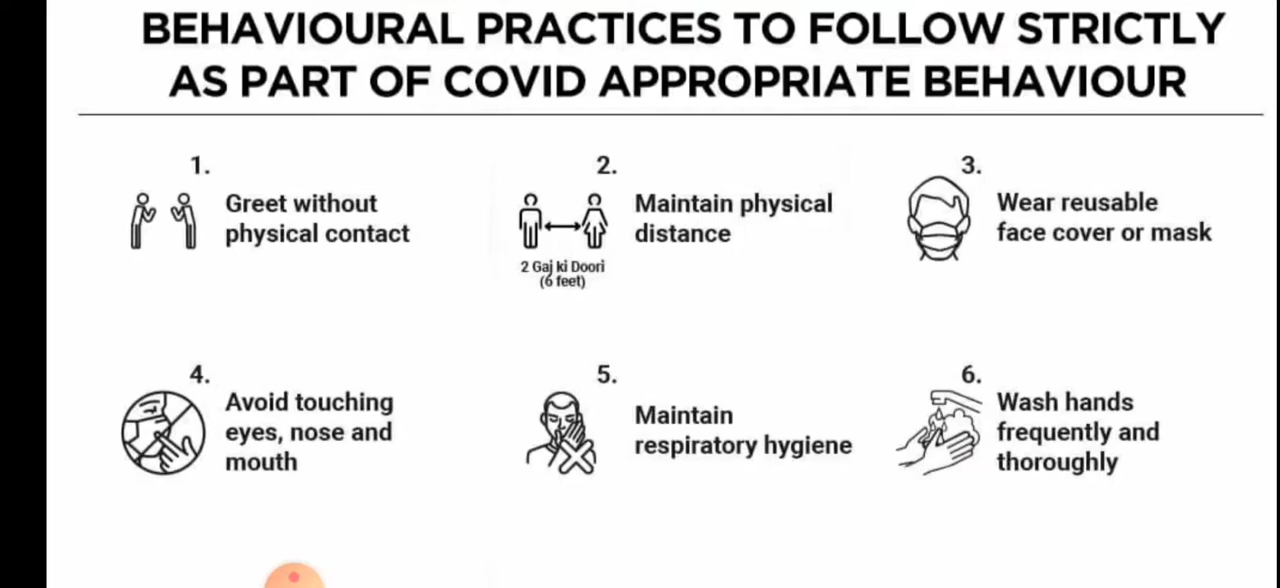 BEHAVIOURAL PRACTICES TO FOLLOW STRICTLY
AS PART OF COVID APPROPRIATE BEHAVIOUR
1.
Greet without
physical contact
2.
Maintain physical
distance
2 Gaj ki Doori
(6 feet)
3.
Wear reusable
face cover or mask
4.
Avoid touching
eyes, nose and
mouth
5.
Maintain
respiratory hygiene
6.
Wash hands
frequently and
thoroughly